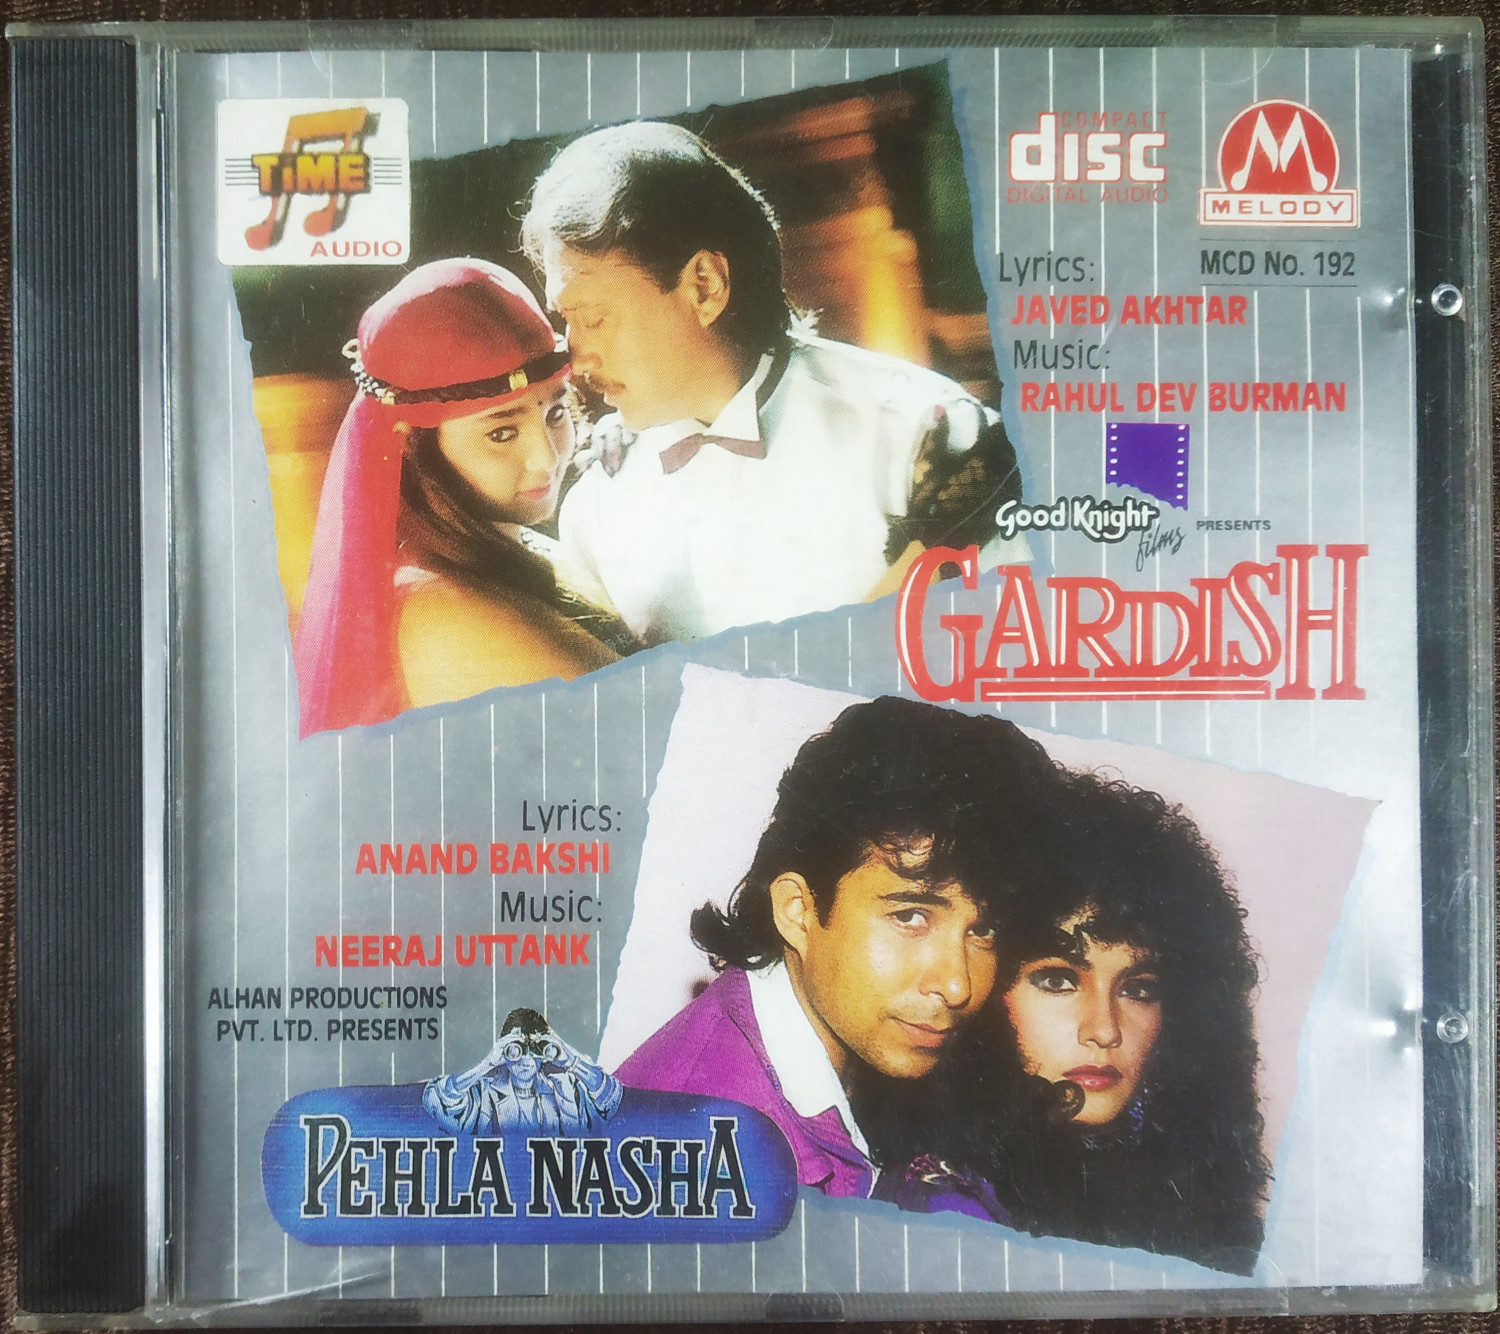 TiME
AUDIO
COMPACT
disc
DIGITAL AUDIO
MELODY
MCD No. 192
Lyrics:
JAVED AKHTAR
Music:
RAHUL DEV BURMAN
Good Knight
films
PRESENTS
GARDISH
Lyrics:
ANAND BAKSHI
Music:
NEERAJ UTTANK
ALHAN PRODUCTIONS
PVT. LTD. PRESENTS
PEHLA NASHA